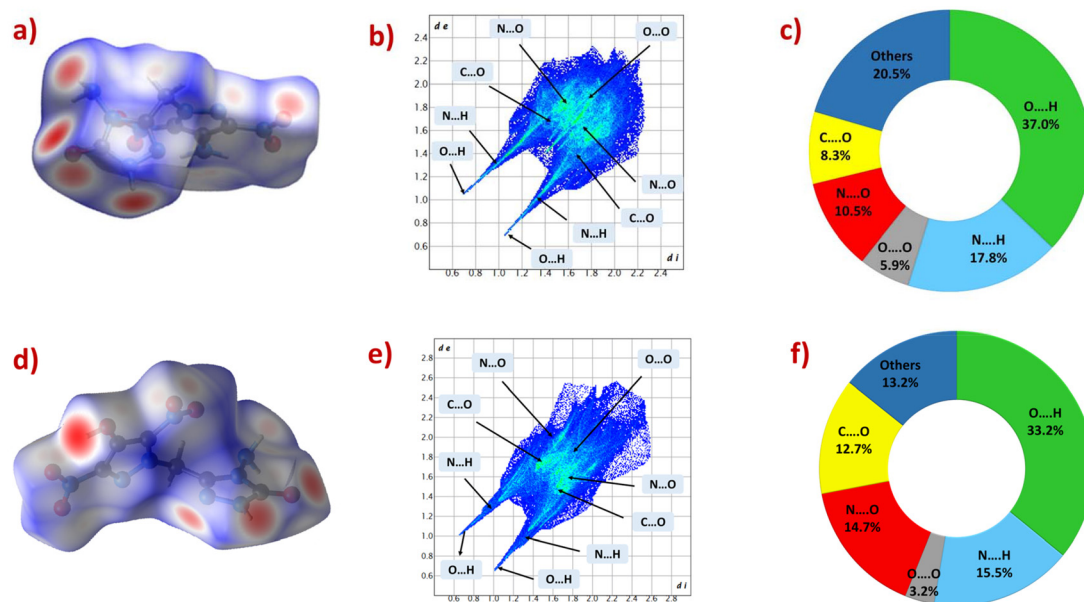 a)
b)
d e
2.4
2.2
2.0
1.8
1.6
1.4
1.2
1.0
0.8
0.6
0.6 0.8 1.0 1.2 1.4 1.6 1.8 2.0 2.2 2.4
d i
N...O
O...O
C...O
N...H
O...H
N...O
C...O
N...H
O...H
c)
Others
20.5%
O....H
37.0%
C....O
8.3%
N....O
10.5%
O....O
5.9%
N....H
17.8%
d)
e)
d e
2.8
2.6
2.4
2.2
2.0
1.8
1.6
1.4
1.2
1.0
0.8
0.6
0.6 0.8 1.0 1.2 1.4 1.6 1.8 2.0 2.2 2.4 2.6 2.8
d i
N...O
O...O
C...O
N...H
N...O
C...O
N...H
O...H
O...H
f)
Others
13.2%
O....H
33.2%
C....O
12.7%
N....O
14.7%
O....O
3.2%
N....H
15.5%